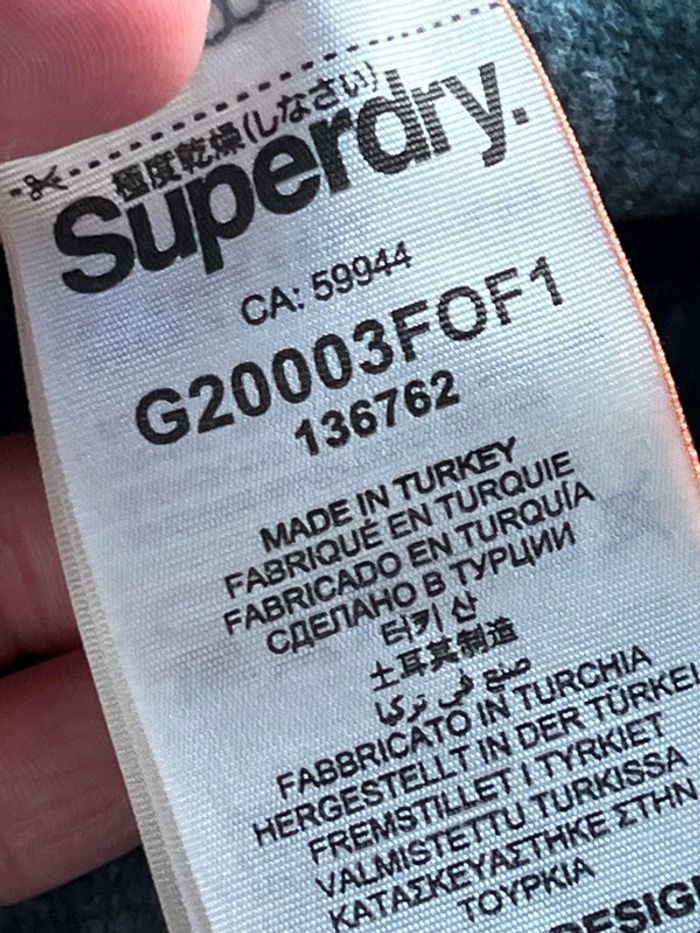 極度乾燥(しなさい)
Superdry.
CA: 59944
G20003FOF1
136762
MADE IN TURKEY
FABRIQUÉ EN TURQUIE
FABRICADO EN TURQUÍA
СДЕЛАНО В ТУРЦИИ
터키 산
土耳其制造
صنع في تركيا
FABBRICATO IN TURCHIA
HERGESTELLT IN DER TÜRKEI
FREMSTILLET I TYRKIET
VALMISTETTU TURKISSA
ΚΑΤΑΣΚΕΥΑΣΤΗΚΕ ΣΤΗΝ
ΤΟΥΡΚΙΑ